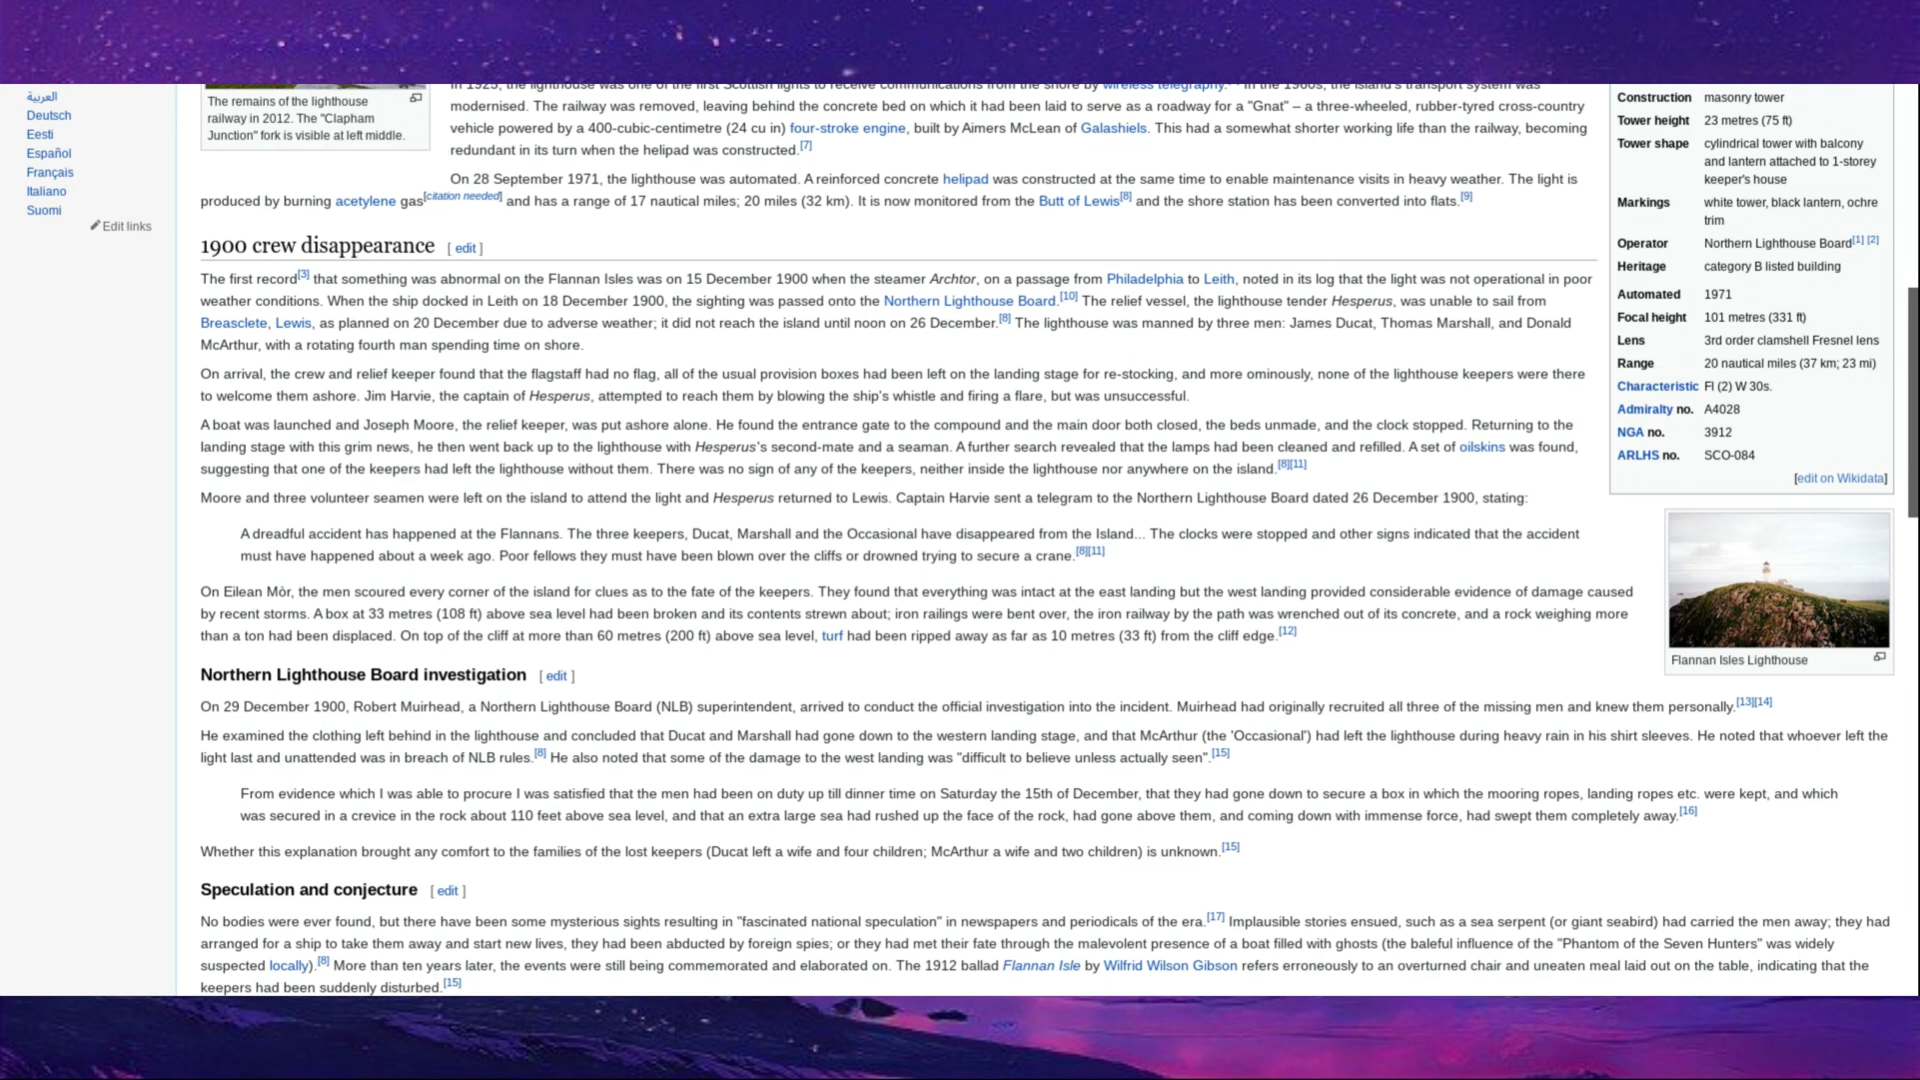 العربية
Deutsch
Eesti
Español
Français
Italiano
Suomi
Edit links
The remains of the lighthouse
railway in 2012. The "Clapham
Junction" fork is visible at left middle.
In 1925, the lighthouse was one of the first Scottish lights to receive communications from the shore by wireless telegraphy. In the 1960s, the island's transport system was
modernised. The railway was removed, leaving behind the concrete bed on which it had been laid to serve as a roadway for a "Gnat" – a three-wheeled, rubber-tyred cross-country
vehicle powered by a 400-cubic-centimetre (24 cu in) four-stroke engine, built by Aimers McLean of Galashiels. This had a somewhat shorter working life than the railway, becoming
redundant in its turn when the helipad was constructed.[7]
On 28 September 1971, the lighthouse was automated. A reinforced concrete helipad was constructed at the same time to enable maintenance visits in heavy weather. The light is
produced by burning acetylene gas[citation needed] and has a range of 17 nautical miles; 20 miles (32 km). It is now monitored from the Butt of Lewis[8] and the shore station has been converted into flats.[9]
1900 crew disappearance [ edit ]
The first record[3] that something was abnormal on the Flannan Isles was on 15 December 1900 when the steamer Archtor, on a passage from Philadelphia to Leith, noted in its log that the light was not operational in poor
weather conditions. When the ship docked in Leith on 18 December 1900, the sighting was passed onto the Northern Lighthouse Board.[10] The relief vessel, the lighthouse tender Hesperus, was unable to sail from
Breasclete, Lewis, as planned on 20 December due to adverse weather; it did not reach the island until noon on 26 December.[8] The lighthouse was manned by three men: James Ducat, Thomas Marshall, and Donald
McArthur, with a rotating fourth man spending time on shore.
On arrival, the crew and relief keeper found that the flagstaff had no flag, all of the usual provision boxes had been left on the landing stage for re-stocking, and more ominously, none of the lighthouse keepers were there
to welcome them ashore. Jim Harvie, the captain of Hesperus, attempted to reach them by blowing the ship's whistle and firing a flare, but was unsuccessful.
A boat was launched and Joseph Moore, the relief keeper, was put ashore alone. He found the entrance gate to the compound and the main door both closed, the beds unmade, and the clock stopped. Returning to the
landing stage with this grim news, he then went back up to the lighthouse with Hesperus's second-mate and a seaman. A further search revealed that the lamps had been cleaned and refilled. A set of oilskins was found,
suggesting that one of the keepers had left the lighthouse without them. There was no sign of any of the keepers, neither inside the lighthouse nor anywhere on the island.[8][11]
Moore and three volunteer seamen were left on the island to attend the light and Hesperus returned to Lewis. Captain Harvie sent a telegram to the Northern Lighthouse Board dated 26 December 1900, stating:
A dreadful accident has happened at the Flannans. The three keepers, Ducat, Marshall and the Occasional have disappeared from the Island... The clocks were stopped and other signs indicated that the accident
must have happened about a week ago. Poor fellows they must have been blown over the cliffs or drowned trying to secure a crane.[8][11]
On Eilean Mòr, the men scoured every corner of the island for clues as to the fate of the keepers. They found that everything was intact at the east landing but the west landing provided considerable evidence of damage caused
by recent storms. A box at 33 metres (108 ft) above sea level had been broken and its contents strewn about; iron railings were bent over, the iron railway by the path was wrenched out of its concrete, and a rock weighing more
than a ton had been displaced. On top of the cliff at more than 60 metres (200 ft) above sea level, turf had been ripped away as far as 10 metres (33 ft) from the cliff edge.[12]
Northern Lighthouse Board investigation [ edit ]
On 29 December 1900, Robert Muirhead, a Northern Lighthouse Board (NLB) superintendent, arrived to conduct the official investigation into the incident. Muirhead had originally recruited all three of the missing men and knew them personally.[13][14]
He examined the clothing left behind in the lighthouse and concluded that Ducat and Marshall had gone down to the western landing stage, and that McArthur (the 'Occasional') had left the lighthouse during heavy rain in his shirt sleeves. He noted that whoever left the
light last and unattended was in breach of NLB rules.[8] He also noted that some of the damage to the west landing was "difficult to believe unless actually seen".[15]
From evidence which I was able to procure I was satisfied that the men had been on duty up till dinner time on Saturday the 15th of December, that they had gone down to secure a box in which the mooring ropes, landing ropes etc. were kept, and which
was secured in a crevice in the rock about 110 feet above sea level, and that an extra large sea had rushed up the face of the rock, had gone above them, and coming down with immense force, had swept them completely away.[16]
Whether this explanation brought any comfort to the families of the lost keepers (Ducat left a wife and four children; McArthur a wife and two children) is unknown.[15]
Speculation and conjecture [ edit ]
No bodies were ever found, but there have been some mysterious sights resulting in "fascinated national speculation" in newspapers and periodicals of the era.[17] Implausible stories ensued, such as a sea serpent (or giant seabird) had carried the men away; they had
arranged for a ship to take them away and start new lives, they had been abducted by foreign spies; or they had met their fate through the malevolent presence of a boat filled with ghosts (the baleful influence of the "Phantom of the Seven Hunters" was widely
suspected locally).[8] More than ten years later, the events were still being commemorated and elaborated on. The 1912 ballad Flannan Isle by Wilfrid Wilson Gibson refers erroneously to an overturned chair and uneaten meal laid out on the table, indicating that the
keepers had been suddenly disturbed.[15]
Construction masonry tower
Tower height 23 metres (75 ft)
Tower shape cylindrical tower with balcony
and lantern attached to 1-storey
keeper's house
Markings white tower, black lantern, ochre
trim
Operator Northern Lighthouse Board[1] [2]
Heritage category B listed building
Automated 1971
Focal height 101 metres (331 ft)
Lens 3rd order clamshell Fresnel lens
Range 20 nautical miles (37 km; 23 mi)
Characteristic Fl (2) W 30s.
Admiralty no. A4028
NGA no. 3912
ARLHS no. SCO-084
[edit on Wikidata]
Flannan Isles Lighthouse